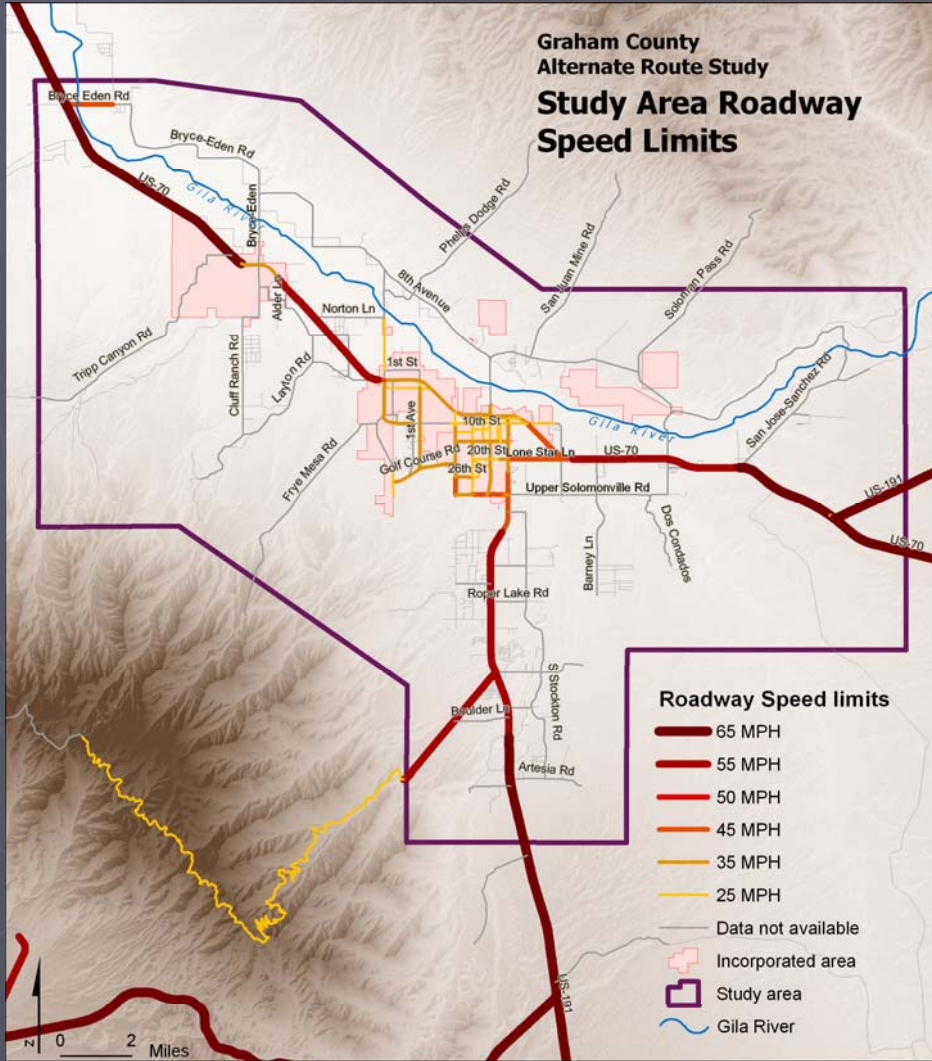 Graham County
Alternate Route Study
Study Area Roadway
Speed Limits
Bryce Eden Rd
Bryce-Eden Rd
US-70
Gila River
Bryce-Eden
Phelps Dodge Rd
San Juan Mine Rd
Solomon Pass Rd
8th Avenue
Alder Ln
Norton Ln
Tripp Canyon Rd
Cluff Ranch Rd
Layton Rd
1st St
1st Ave
San Jose-Sanchez Rd
Gila River
10th St
Frye Mesa Rd
Golf Course Rd
20th St
Lone Star Ln
US-70
26th St
Upper Solomonville Rd
US-191
Dos Condados
US-70
Barney Ln
Roper Lake Rd
S Stockton Rd
Boulder Ln
Artesia Rd
US-191
Roadway Speed limits
65 MPH
55 MPH
50 MPH
45 MPH
35 MPH
25 MPH
Data not available
Incorporated area
Study area
Gila River
N
0 2
Miles